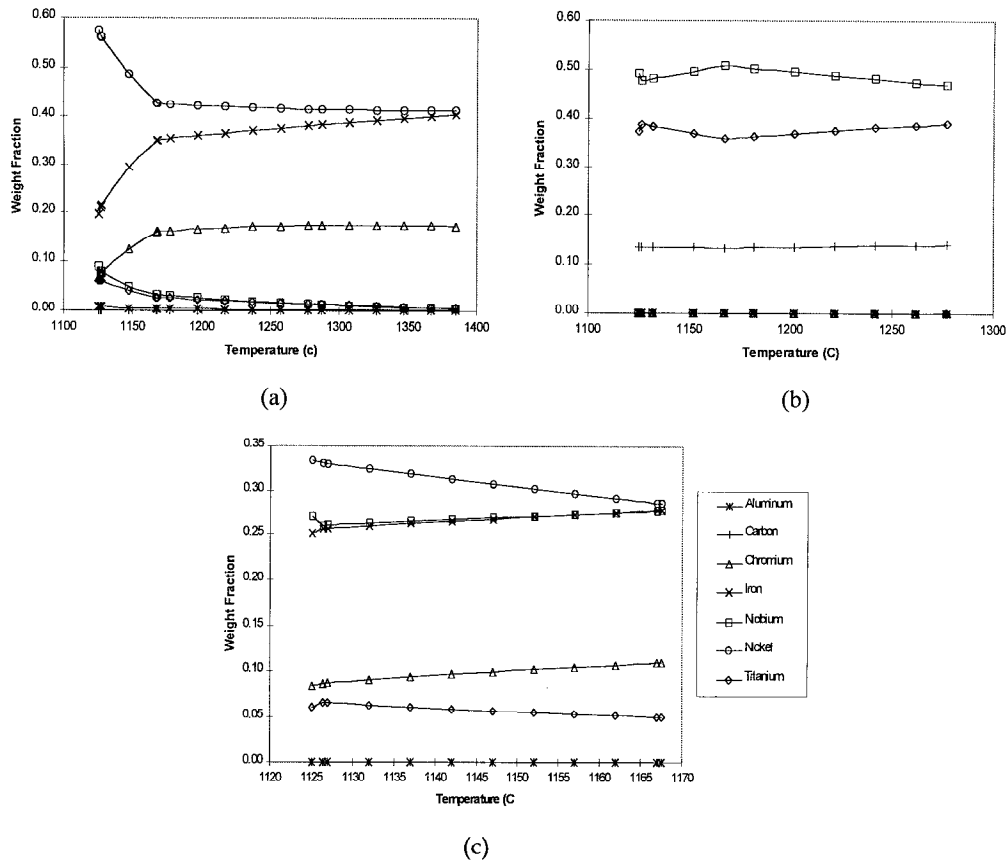 0.60
0.50
0.40
0.30
0.20
0.10
0.00
Weight Fraction
1100 1150 1200 1250 1300 1350 1400
Temperature (c)
(a)
0.60
0.50
0.40
0.30
0.20
0.10
0.00
Weight Fraction
1100 1150 1200 1250 1300
Temperature (C)
(b)
0.35
0.30
0.25
0.20
0.15
0.10
0.05
0.00
Weight Fraction
1120 1125 1130 1135 1140 1145 1150 1155 1160 1165 1170
Temperature (C
(c)
Aluminum
Carbon
Chromium
Iron
Niobium
Nickel
Titanium